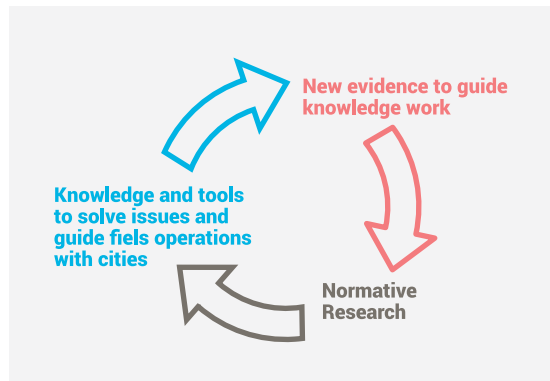 New evidence to guide
knowledge work
Knowledge and tools
to solve issues and
guide fiels operations
with cities
Normative
Research